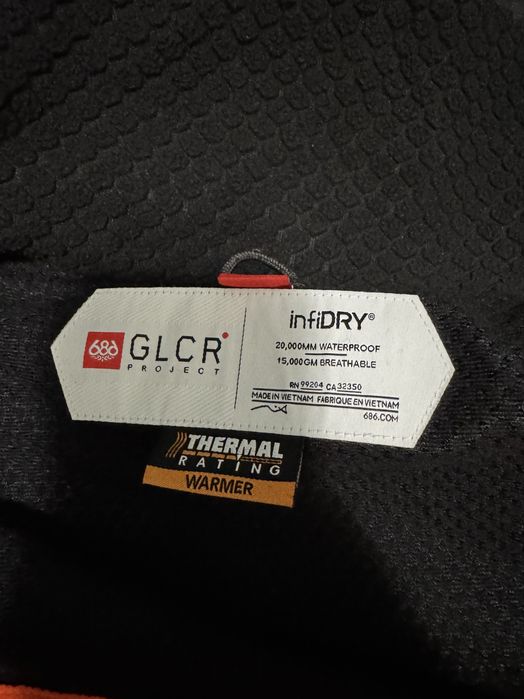 686
PROJECT
GLCR
PROJECT
infiDRY®
20,000MM WATERPROOF
15,000GM BREATHABLE
RN 99204 CA 32350
MADE IN VIETNAM FABRIQUE EN VIETNAM
686.COM
THERMAL
RATING
WARMER